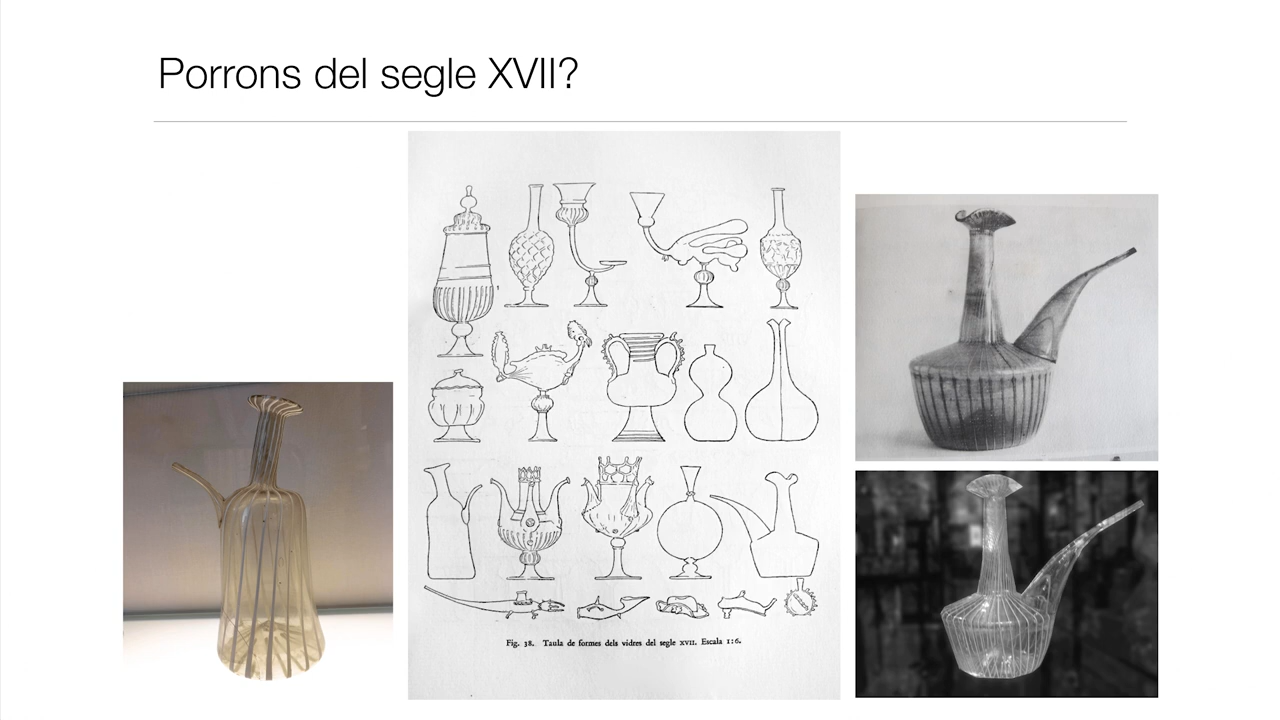 Porrons del segle XVII?
Fig. 38. Taula de formes dels vidres del segle XVII. Escala 1:6.